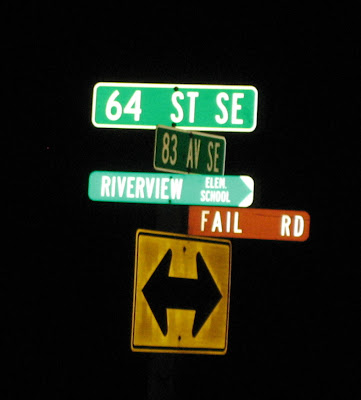 64 ST SE
83 AV SE
RIVERVIEW ELEM. SCHOOL
FAIL RD